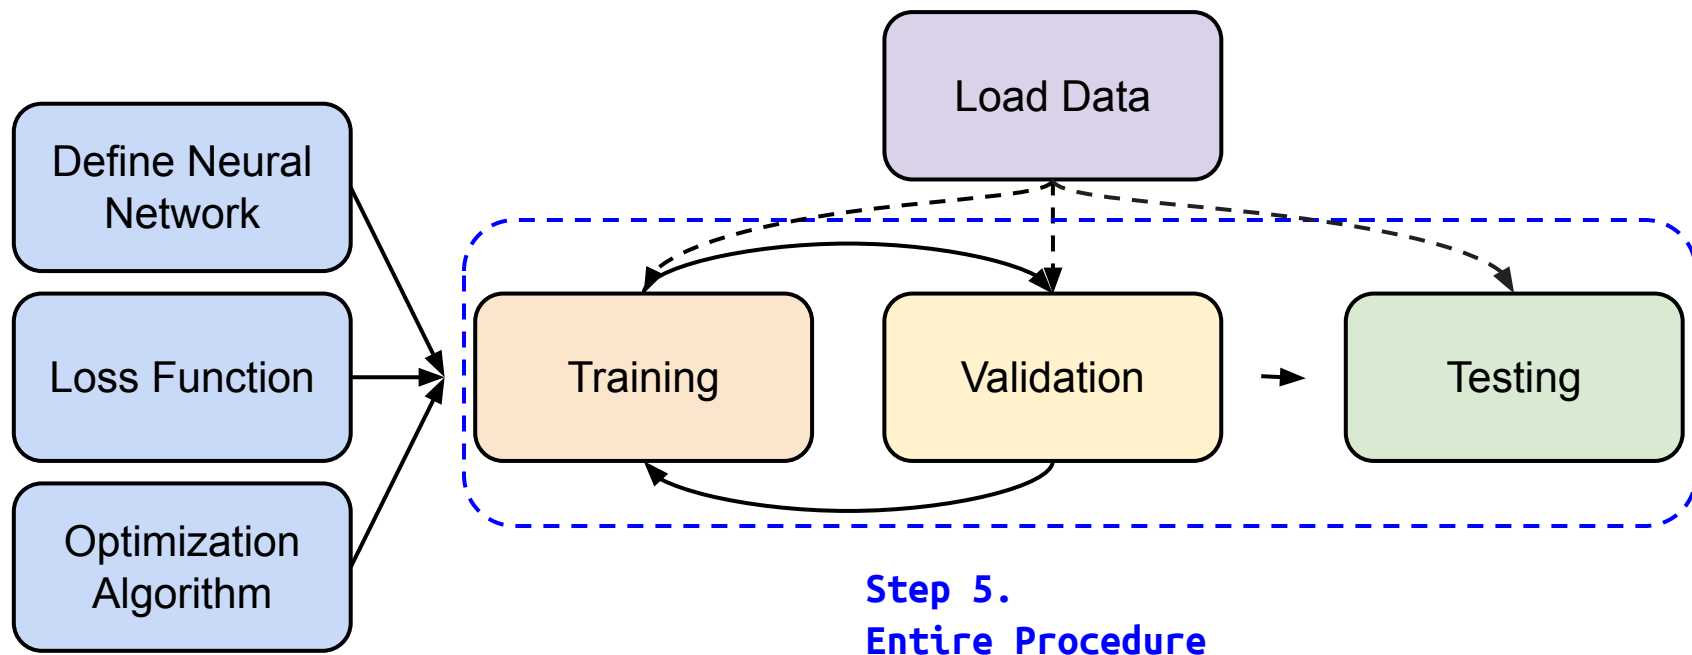 Load Data
Define Neural
Network
Loss Function
Training
Validation
Testing
Optimization
Algorithm
Step 5.
Entire Procedure